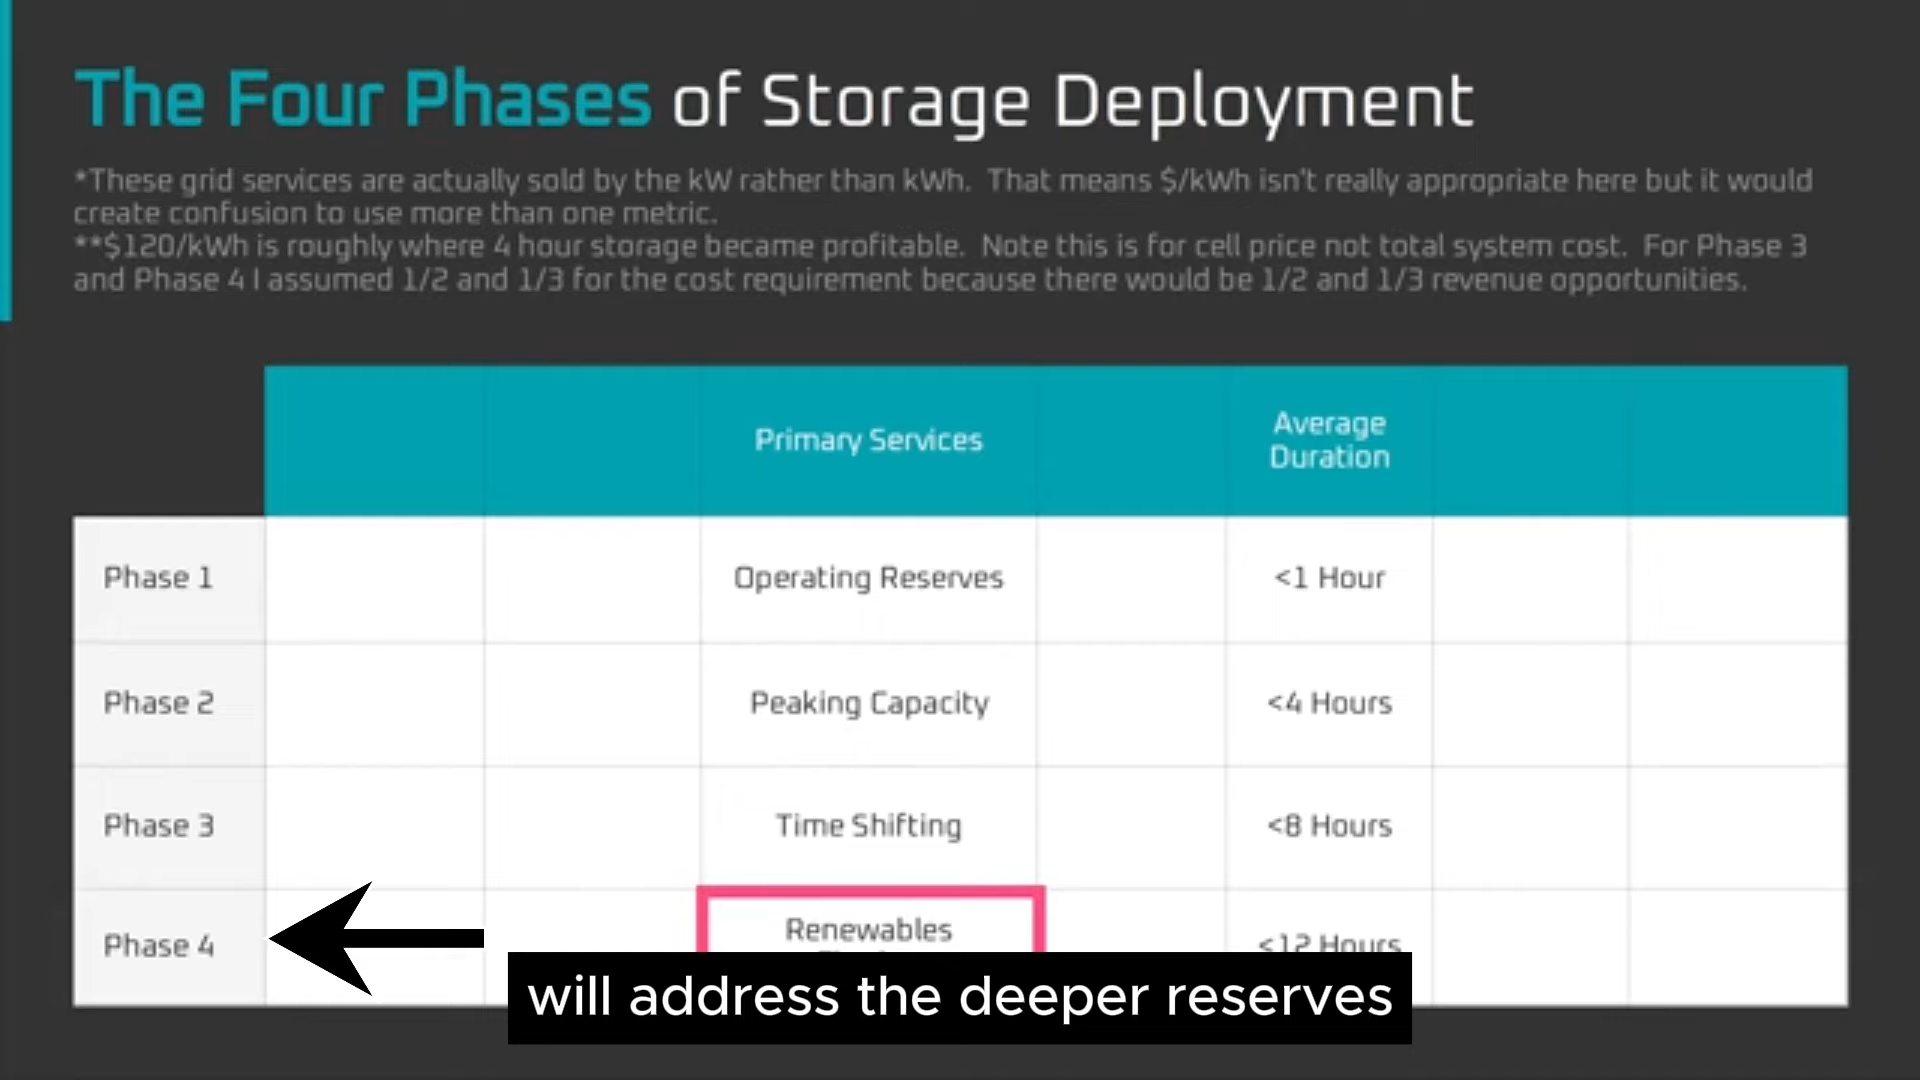 The Four Phases of Storage Deployment
*These grid services are actually sold by the kW rather than kWh. That means $/kWh isn't really appropriate here but it would
create confusion to use more than one metric.
**$120/kWh is roughly where 4 hour storage became profitable. Note this is for cell price not total system cost. For Phase 3
and Phase 4 I assumed 1/2 and 1/3 for the cost requirement because there would be 1/2 and 1/3 revenue opportunities.
Primary Services
Average
Duration
Phase 1
Operating Reserves
<1 Hour
Phase 2
Peaking Capacity
<4 Hours
Phase 3
Time Shifting
<8 Hours
Phase 4
Renewables
<12 Hours
will address the deeper reserves